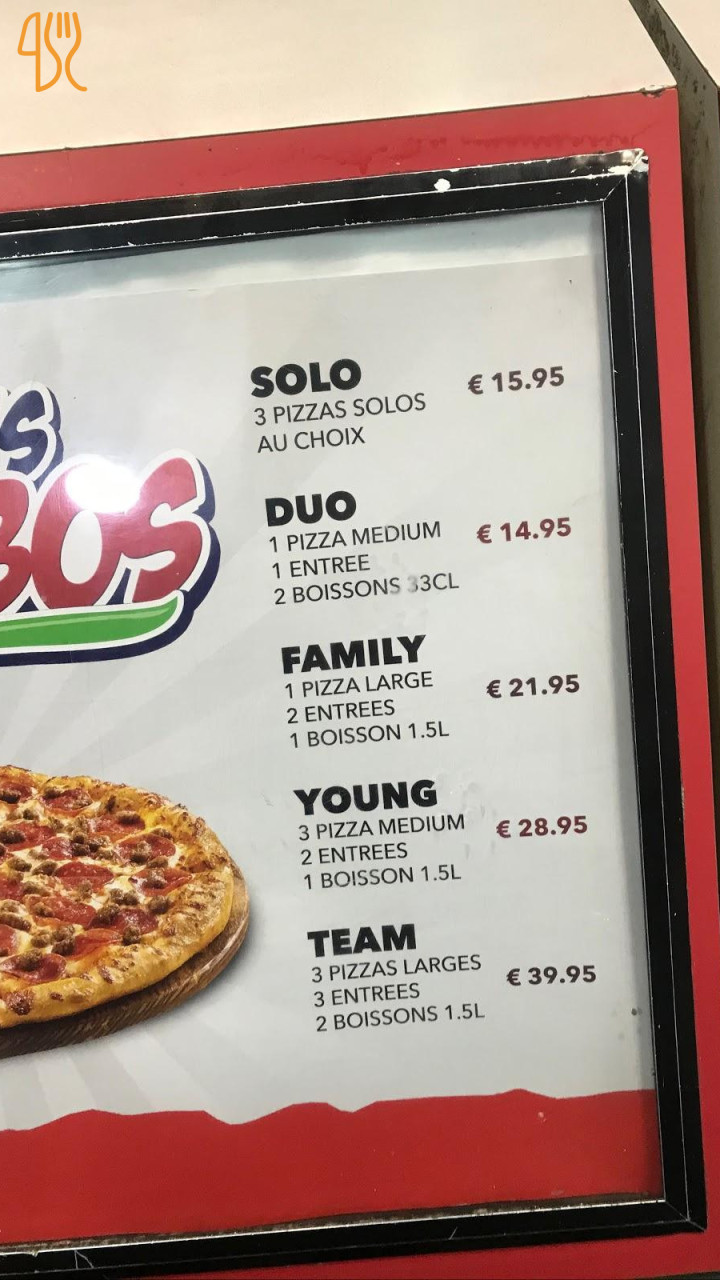 S
BOS
SOLO
€ 15.95
3 PIZZAS SOLOS
AU CHOIX
DUO
€ 14.95
1 PIZZA MEDIUM
1 ENTREE
2 BOISSONS 33CL
FAMILY
€ 21.95
1 PIZZA LARGE
2 ENTREES
1 BOISSON 1.5L
YOUNG
€ 28.95
3 PIZZA MEDIUM
2 ENTREES
1 BOISSON 1.5L
TEAM
€ 39.95
3 PIZZAS LARGES
3 ENTREES
2 BOISSONS 1.5L